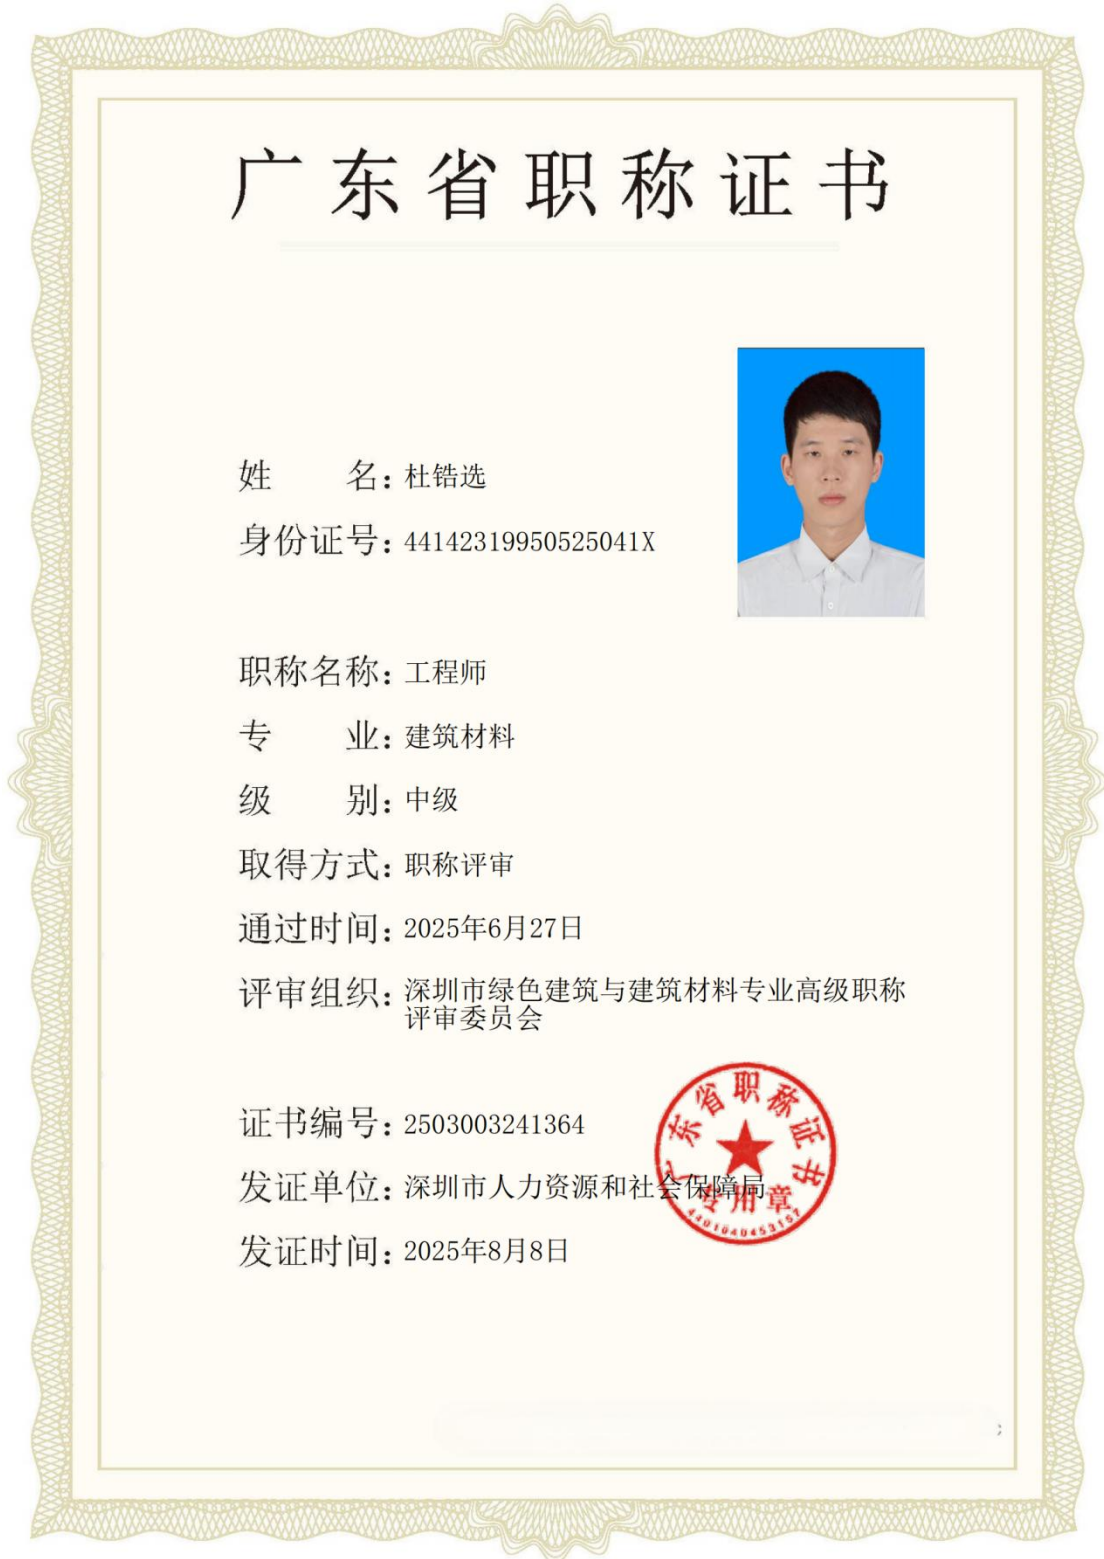 广东省职称证书
姓 名：杜锆选
身份证号：44142319950525041X
职称名称：工程师
专 业：建筑材料
级 别：中级
取得方式：职称评审
通过时间：2025年6月27日
评审组织：深圳市绿色建筑与建筑材料专业高级职称
评审委员会
证书编号：2503003241364
发证单位：深圳市人力资源和社会保障局
发证时间：2025年8月8日
广东省职称证书
专用章
4401040453157